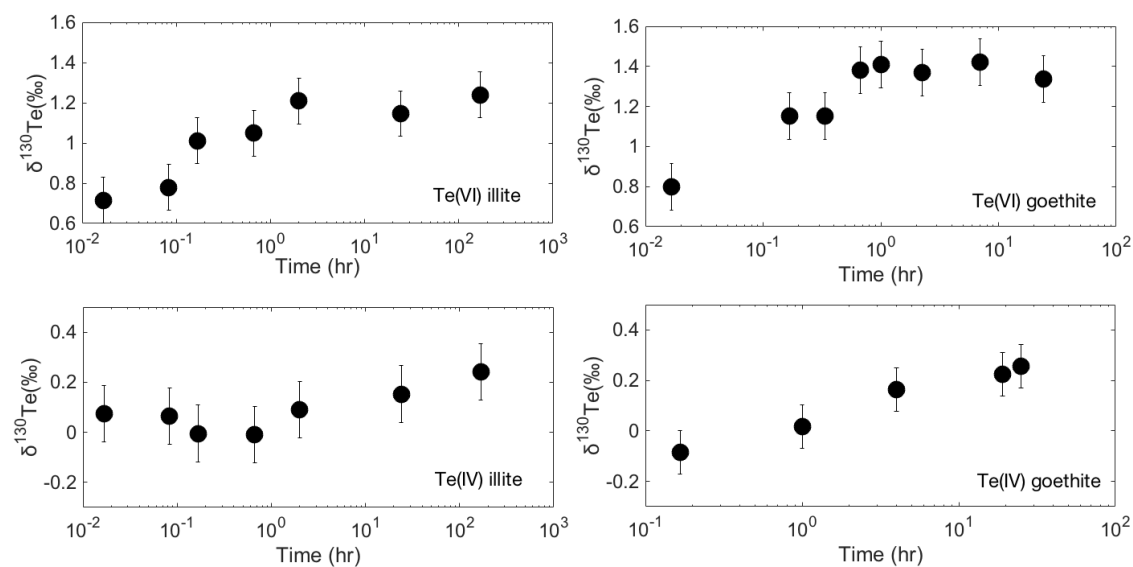 1.6
1.4
1.2
1
0.8
0.6
δ¹³⁰Te(‰)
Te(VI) illite
10⁻² 10⁻¹ 10⁰ 10¹ 10² 10³
Time (hr)
1.6
1.4
1.2
1
0.8
0.6
δ¹³⁰Te(‰)
Te(VI) goethite
10⁻² 10⁻¹ 10⁰ 10¹ 10²
Time (hr)
0.4
0.2
0
-0.2
δ¹³⁰Te(‰)
Te(IV) illite
10⁻² 10⁻¹ 10⁰ 10¹ 10² 10³
Time (hr)
0.4
0.2
0
-0.2
δ¹³⁰Te(‰)
Te(IV) goethite
10⁻¹ 10⁰ 10¹ 10²
Time (hr)